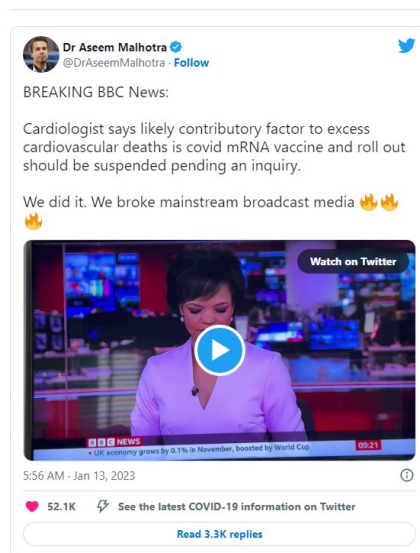 Dr Aseem Malhotra
@DrAseemMalhotra · Follow
BREAKING BBC News:
Cardiologist says likely contributory factor to excess
cardiovascular deaths is covid mRNA vaccine and roll out
should be suspended pending an inquiry.
We did it. We broke mainstream broadcast media 🔥🔥
🔥
Watch on Twitter
BBC NEWS
09:21
• UK economy grows by 0.1% in November, boosted by World Cup
5:56 AM · Jan 13, 2023
52.1K
See the latest COVID-19 information on Twitter
Read 3.3K replies